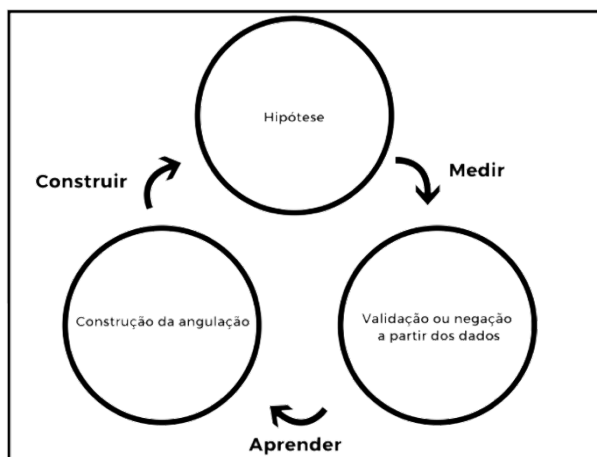 Hipótese
Construir
Medir
Construção da angulação
Validação ou negação
a partir dos dados
Aprender